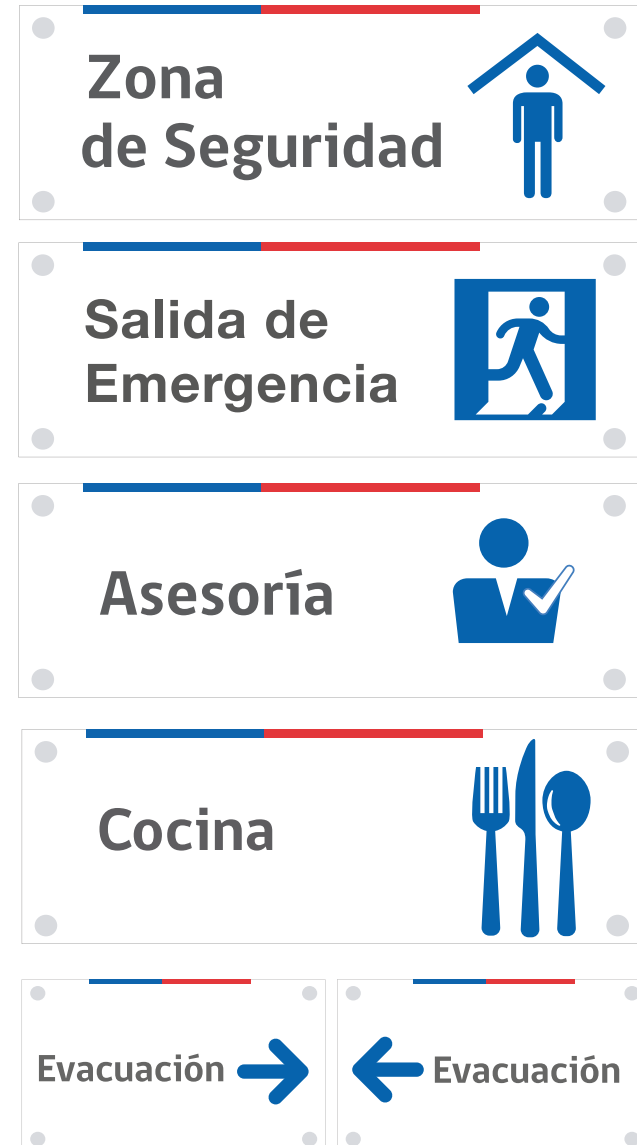 Zona
de Seguridad
Salida de
Emergencia
Asesoría
Cocina
Evacuación
Evacuación